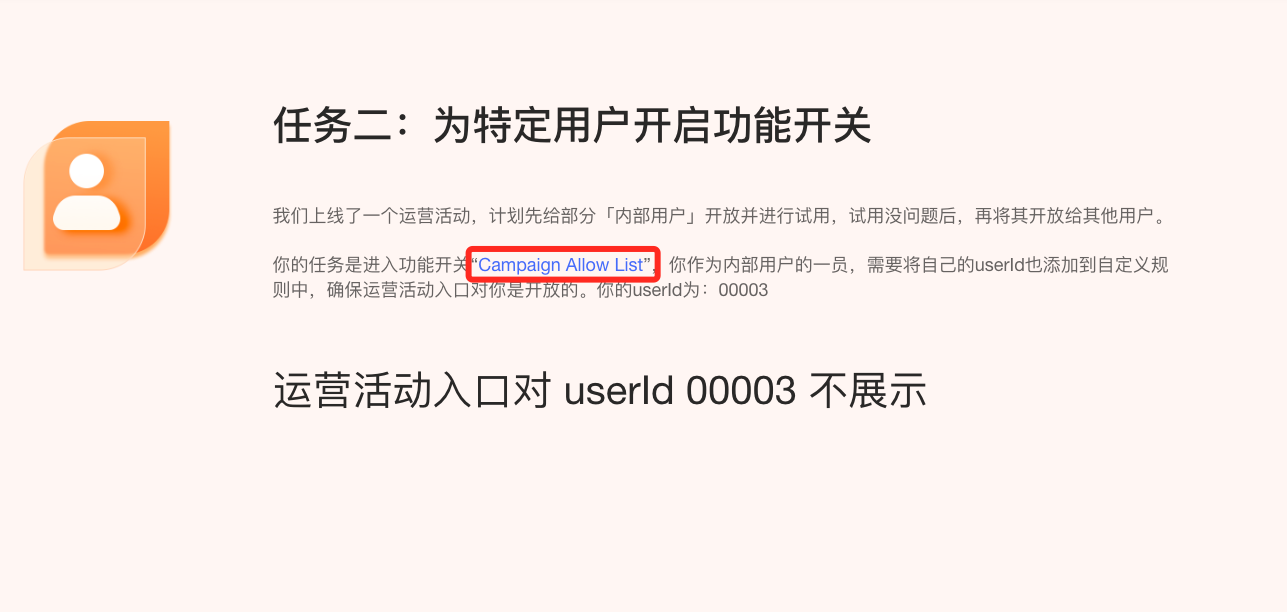 任务二：为特定用户开启功能开关
我们上线了一个运营活动，计划先给部分「内部用户」开放并进行试用，试用没问题后，再将其开放给其他用户。
你的任务是进入功能开关“Campaign Allow List”，你作为内部用户的一员，需要将自己的userId也添加到自定义规
则中，确保运营活动入口对你是开放的。你的userId为：00003
运营活动入口对 userId 00003 不展示